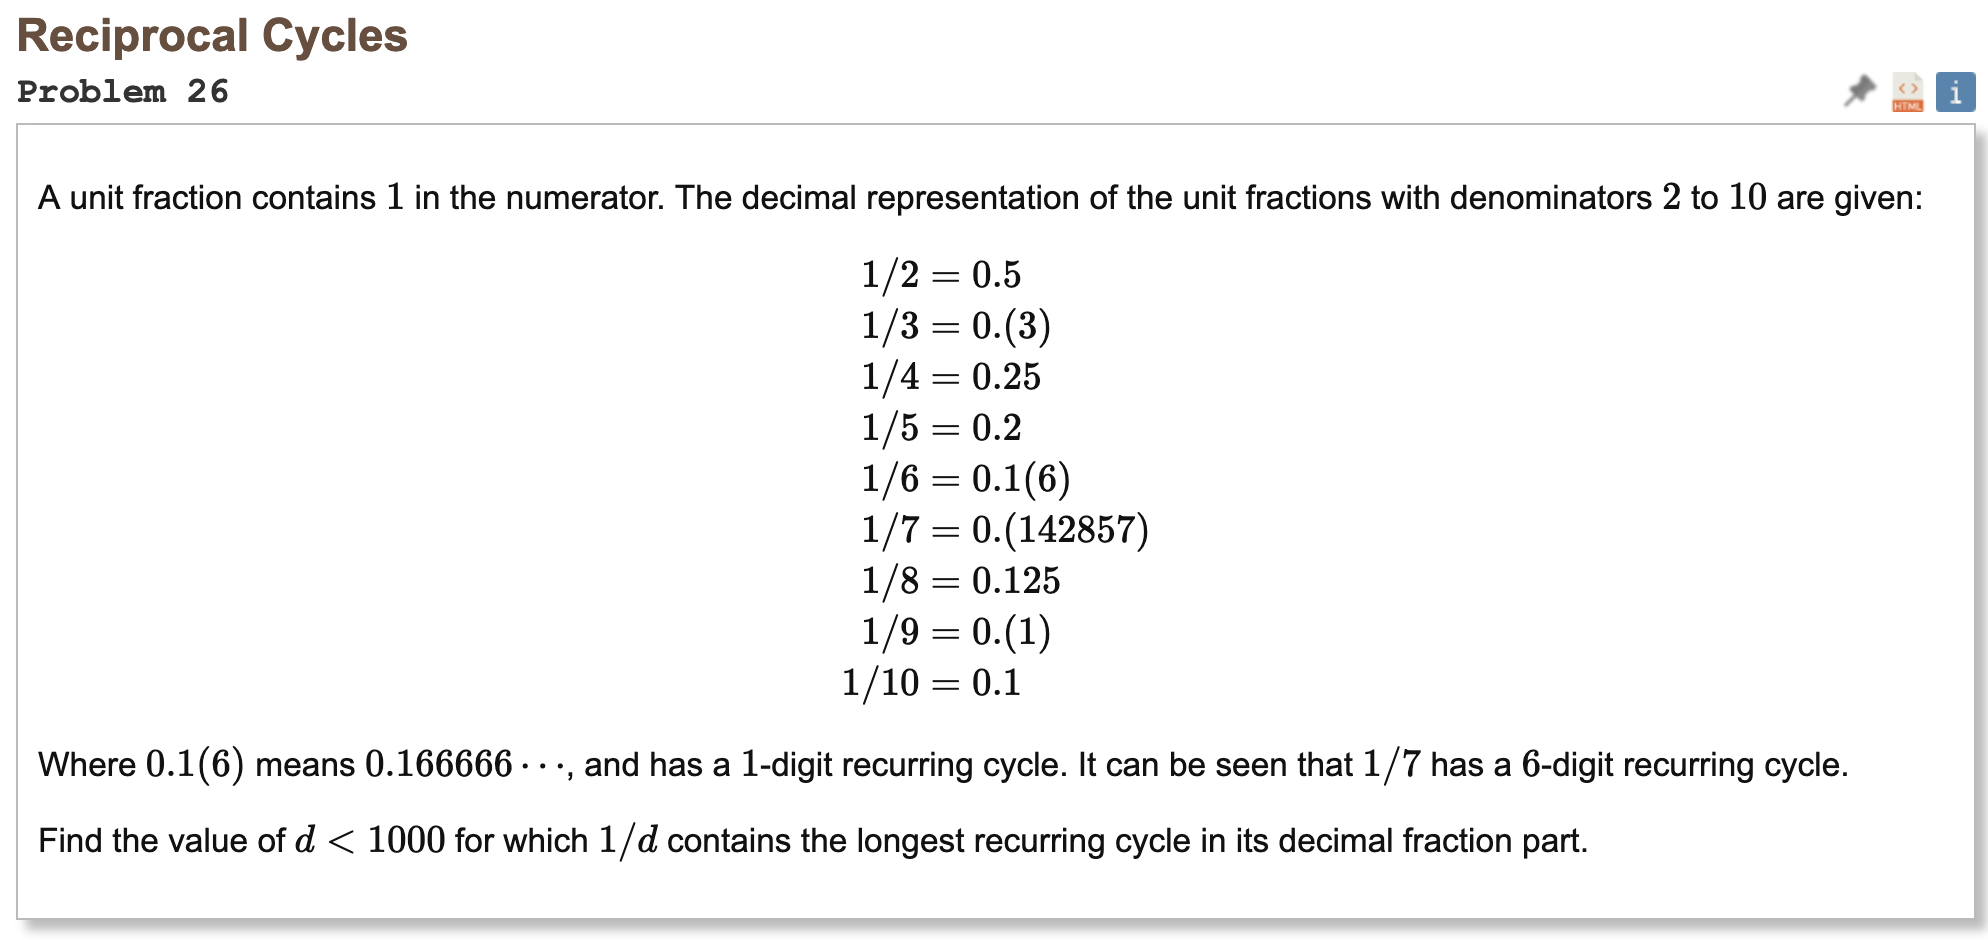 Reciprocal Cycles
Problem 26
HTML
i
A unit fraction contains 1 in the numerator. The decimal representation of the unit fractions with denominators 2 to 10 are given:
1/2 = 0.5
1/3 = 0.(3)
1/4 = 0.25
1/5 = 0.2
1/6 = 0.1(6)
1/7 = 0.(142857)
1/8 = 0.125
1/9 = 0.(1)
1/10 = 0.1
Where 0.1(6) means 0.166666···, and has a 1-digit recurring cycle. It can be seen that 1/7 has a 6-digit recurring cycle.
Find the value of d < 1000 for which 1/d contains the longest recurring cycle in its decimal fraction part.